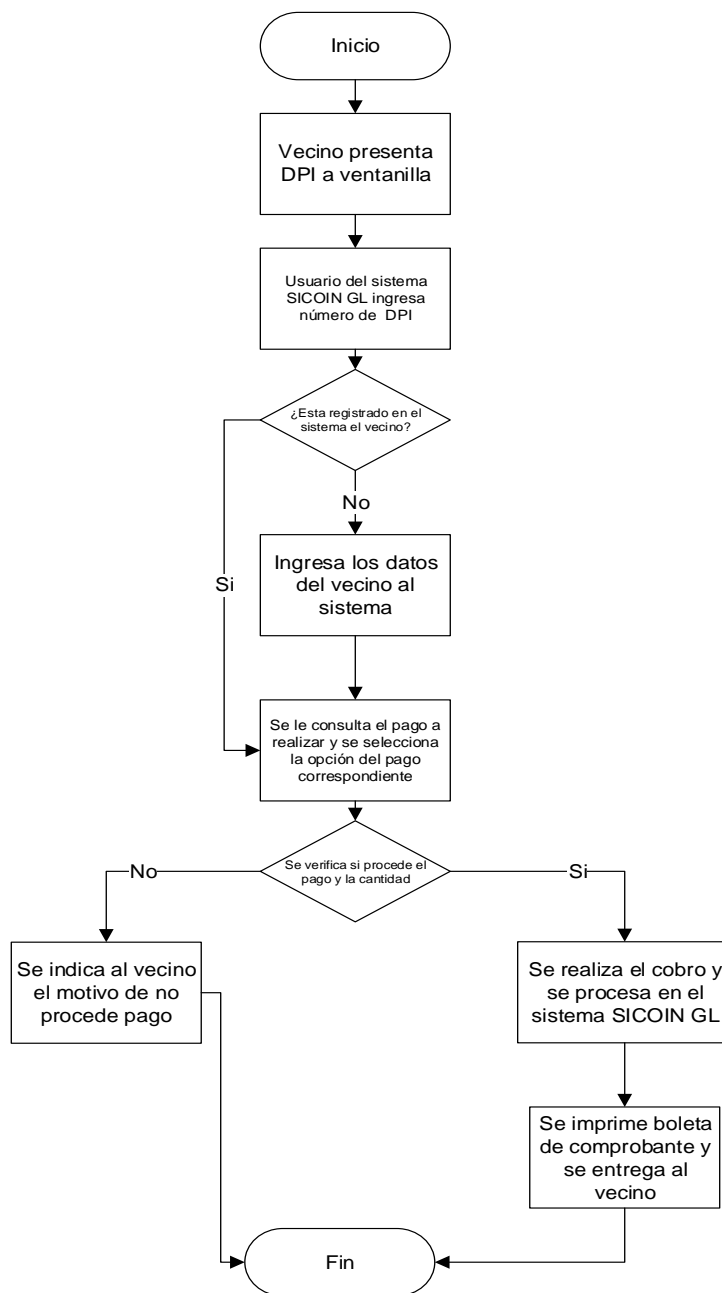 Inicio
Vecino presenta
DPI a ventanilla
Usuario del sistema
SICOIN GL ingresa
número de DPI
¿Esta registrado en el
sistema el vecino?
No
Si
Ingresa los datos
del vecino al
sistema
Se le consulta el pago a
realizar y se selecciona
la opción del pago
correspondiente
Se verifica si procede el
pago y la cantidad
No
Si
Se indica al vecino
el motivo de no
procede pago
Se realiza el cobro y
se procesa en el
sistema SICOIN GL
Se imprime boleta
de comprobante y
se entrega al
vecino
Fin